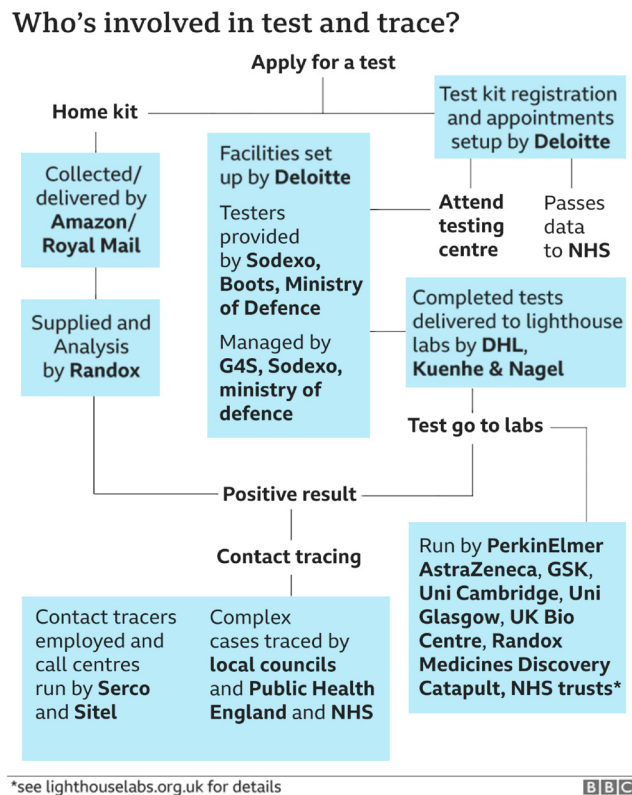 Who's involved in test and trace?
Apply for a test
Home kit
Test kit registration
and appointments
setup by Deloitte
Collected/
delivered by
Amazon/
Royal Mail
Facilities set
up by Deloitte
Testers
provided
by Sodexo,
Boots, Ministry
of Defence
Managed by
G4S, Sodexo,
ministry of
defence
Attend
testing
centre
Passes
data
to NHS
Supplied and
Analysis
by Randox
Completed tests
delivered to lighthouse
labs by DHL,
Kuenhe & Nagel
Test go to labs
Positive result
Contact tracing
Run by PerkinElmer
AstraZeneca, GSK,
Uni Cambridge, Uni
Glasgow, UK Bio
Centre, Randox
Medicines Discovery
Catapult, NHS trusts*
Contact tracers
employed and
call centres
run by Serco
and Sitel
Complex
cases traced by
local councils
and Public Health
England and NHS
*see lighthouselabs.org.uk for details
BBC